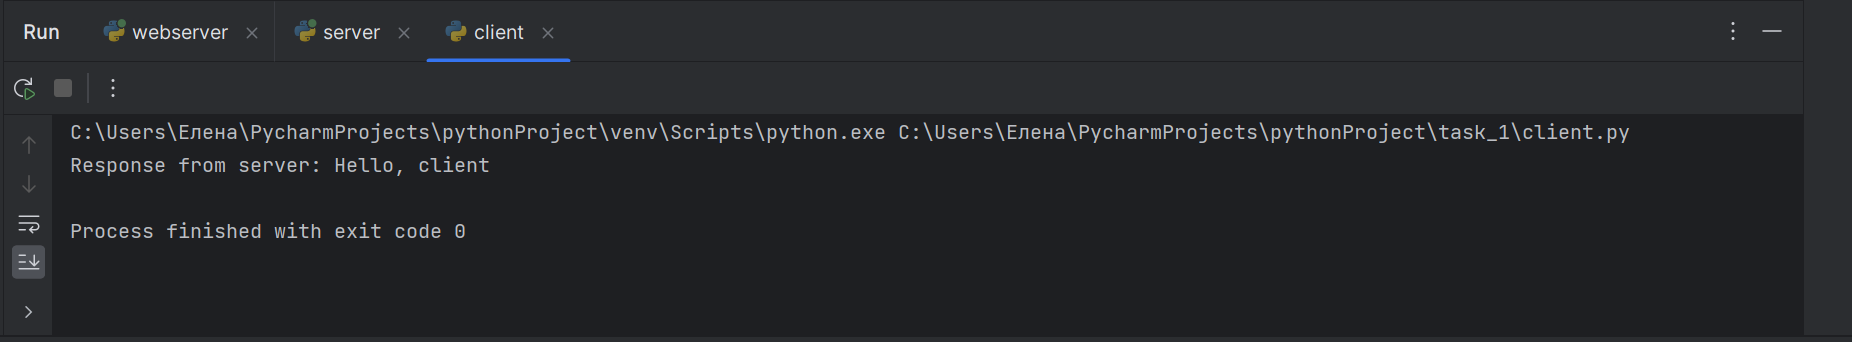 Run webserver server client
C:\Users\Елена\PycharmProjects\pythonProject\venv\Scripts\python.exe C:\Users\Елена\PycharmProjects\pythonProject\task_1\client.py
Response from server: Hello, client
Process finished with exit code 0